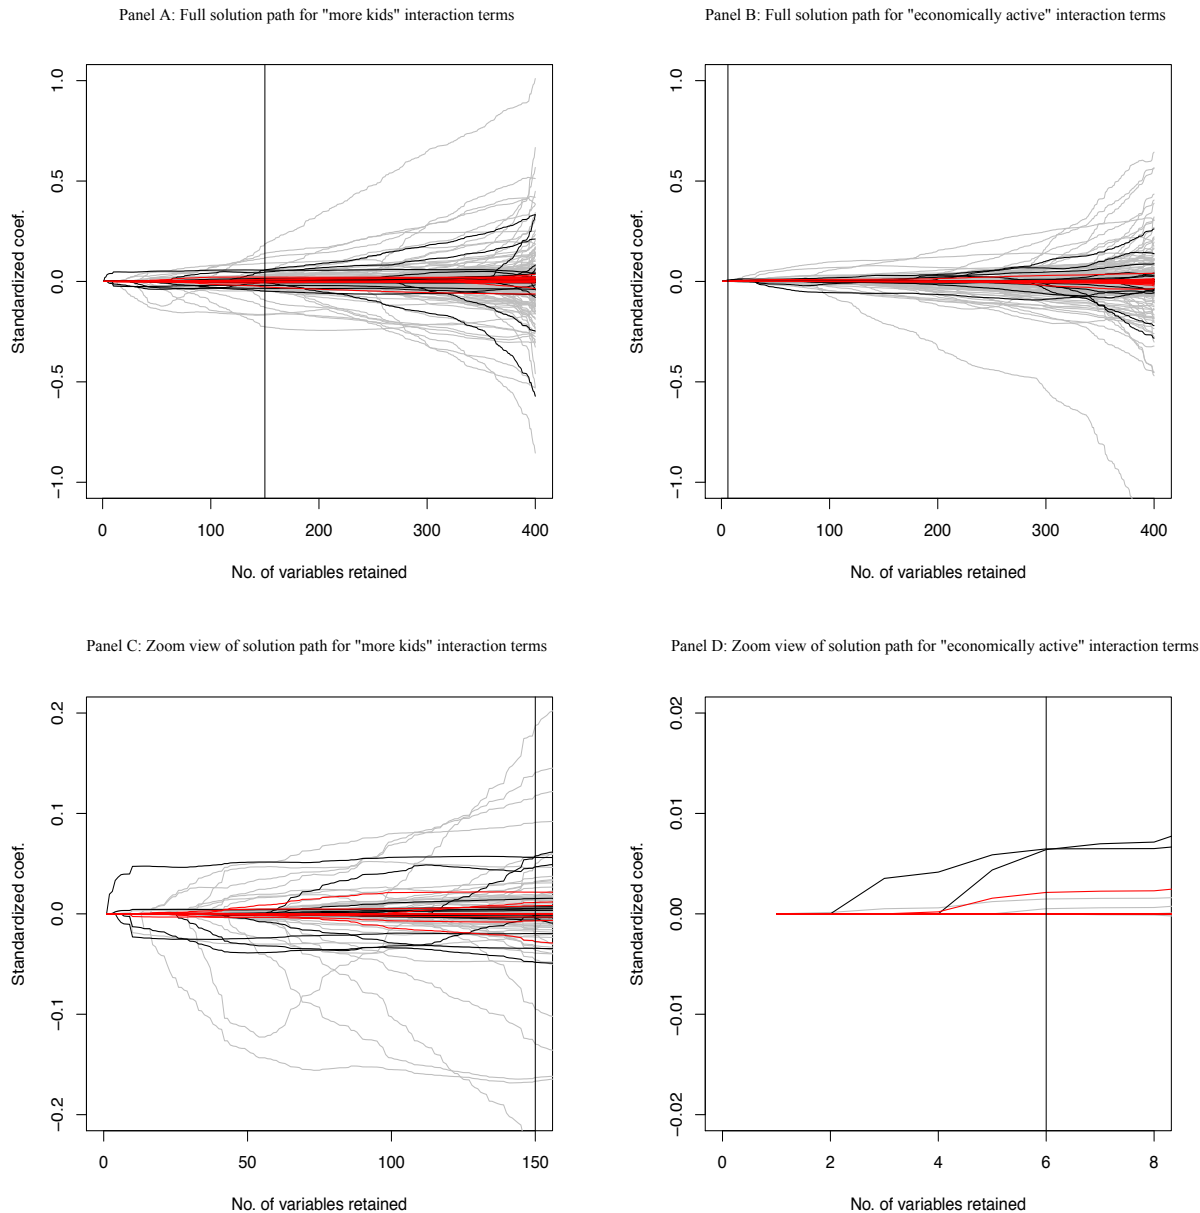 Panel A: Full solution path for "more kids" interaction terms
1.0
0.5
0.0
−0.5
−1.0
Standardized coef.
0 100 200 300 400
No. of variables retained
Panel B: Full solution path for "economically active" interaction terms
1.0
0.5
0.0
−0.5
−1.0
Standardized coef.
0 100 200 300 400
No. of variables retained
Panel C: Zoom view of solution path for "more kids" interaction terms
0.2
0.1
0.0
−0.1
−0.2
Standardized coef.
0 50 100 150
No. of variables retained
Panel D: Zoom view of solution path for "economically active" interaction terms
0.02
0.01
0.00
−0.01
−0.02
Standardized coef.
0 2 4 6 8
No. of variables retained